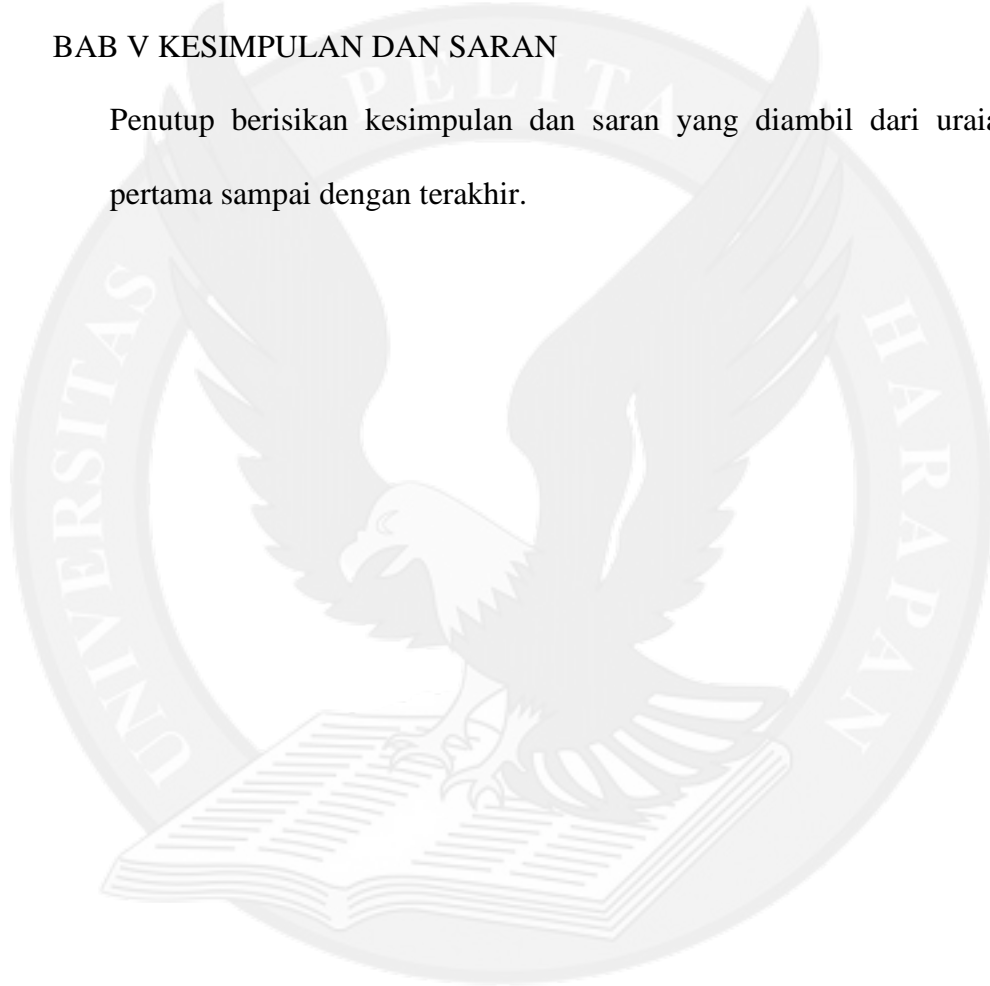 BAB V KESIMPULAN DAN SARAN
Penutup berisikan kesimpulan dan saran yang diambil dari
pertama sampai dengan terakhir.
UNIVERSITAS PELITA HARAPAN